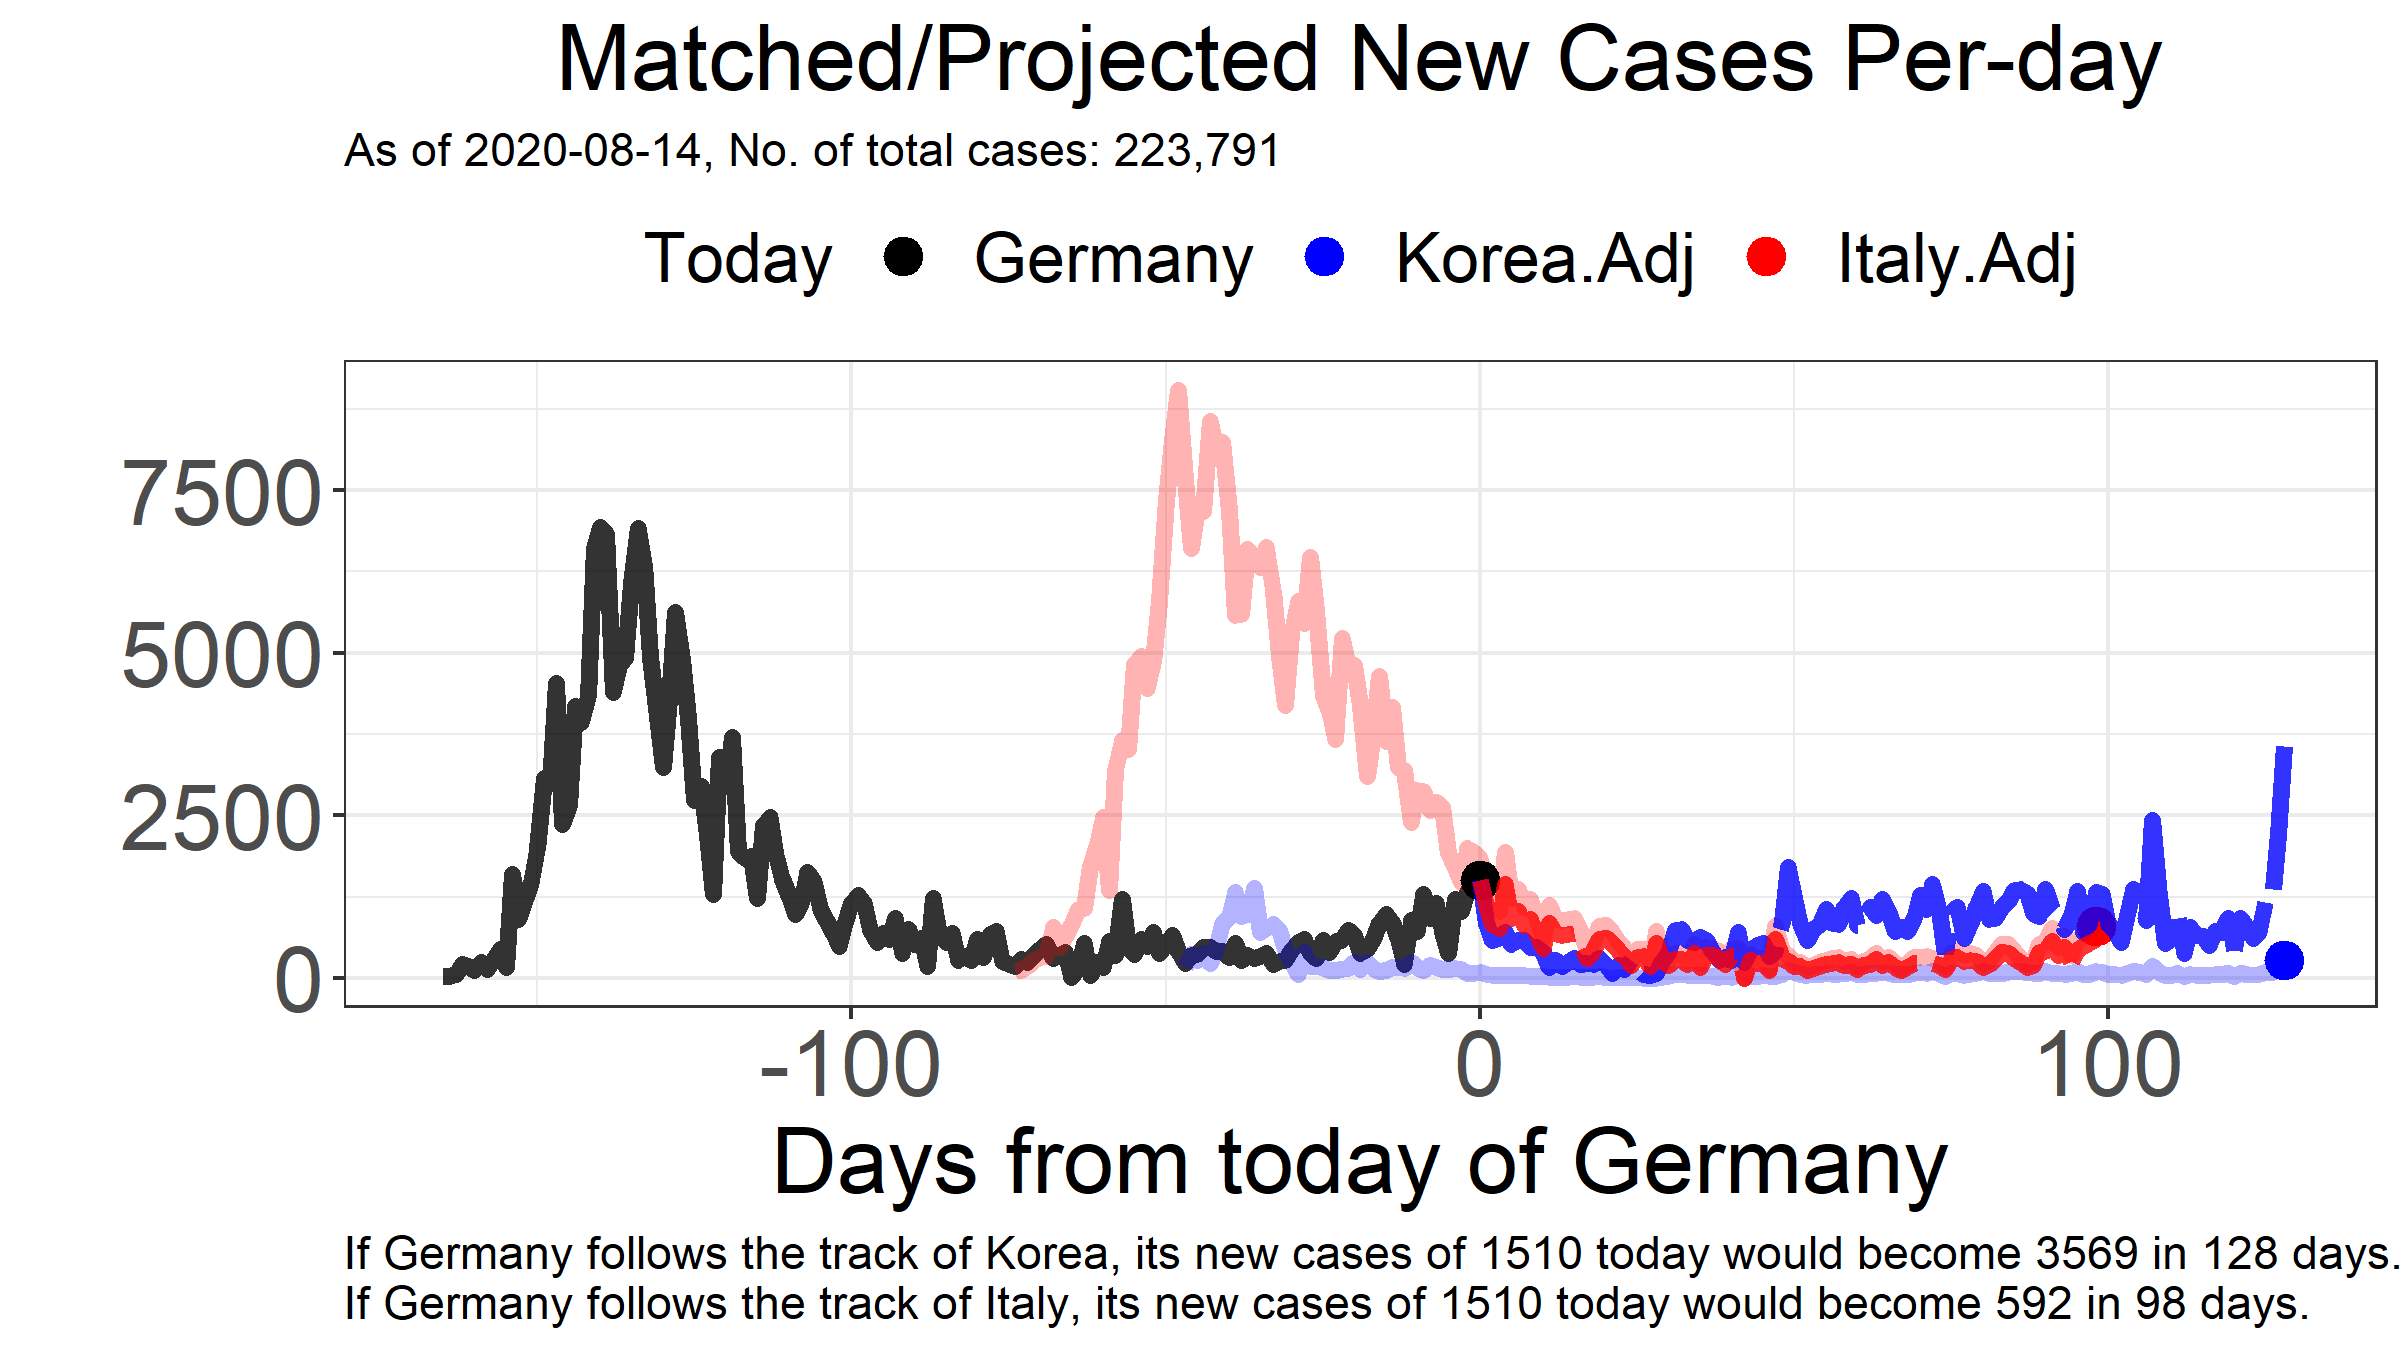 Matched/Projected New Cases Per-day
As of 2020-08-14, No. of total cases: 223,791
Today Germany Korea.Adj Italy.Adj
7500
5000
2500
0
-100 0 100
Days from today of Germany
If Germany follows the track of Korea, its new cases of 1510 today would become 3569 in 128 days.
If Germany follows the track of Italy, its new cases of 1510 today would become 592 in 98 days.